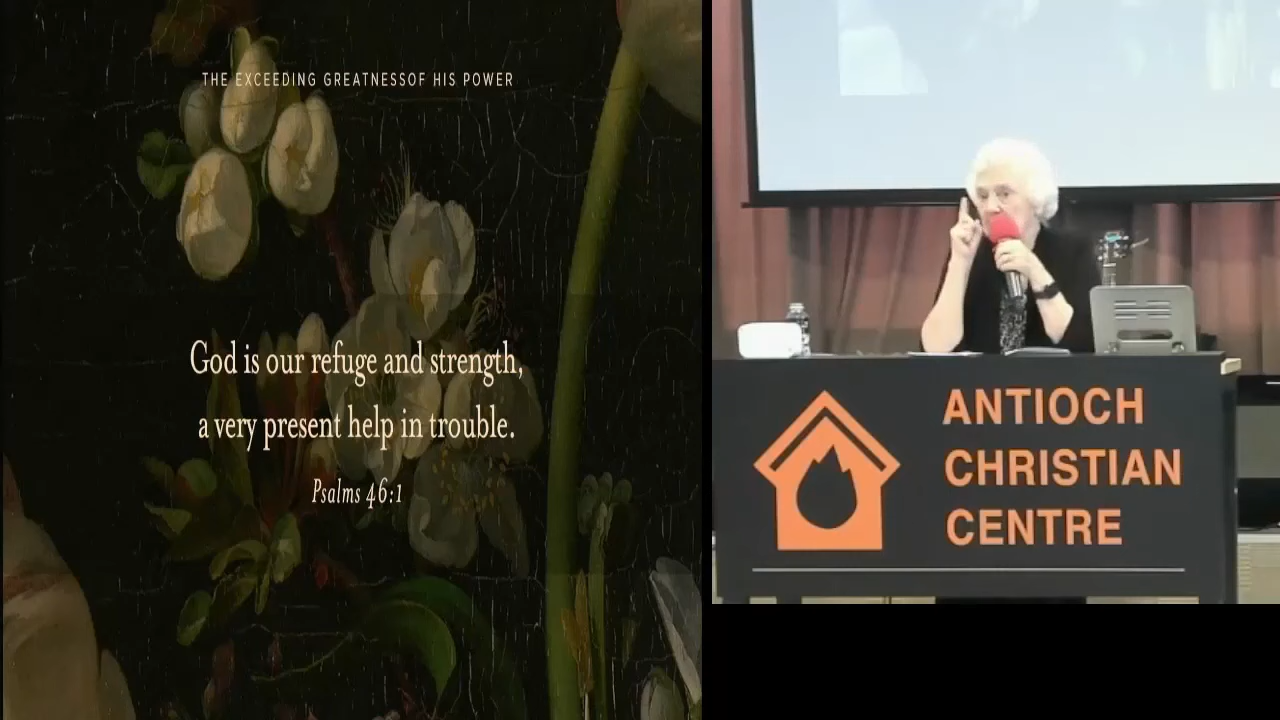 THE EXCEEDING GREATNESSOF HIS POWER
God is our refuge and strength,
a very present help in trouble.
Psalms 46:1
ANTIOCH
CHRISTIAN
CENTRE